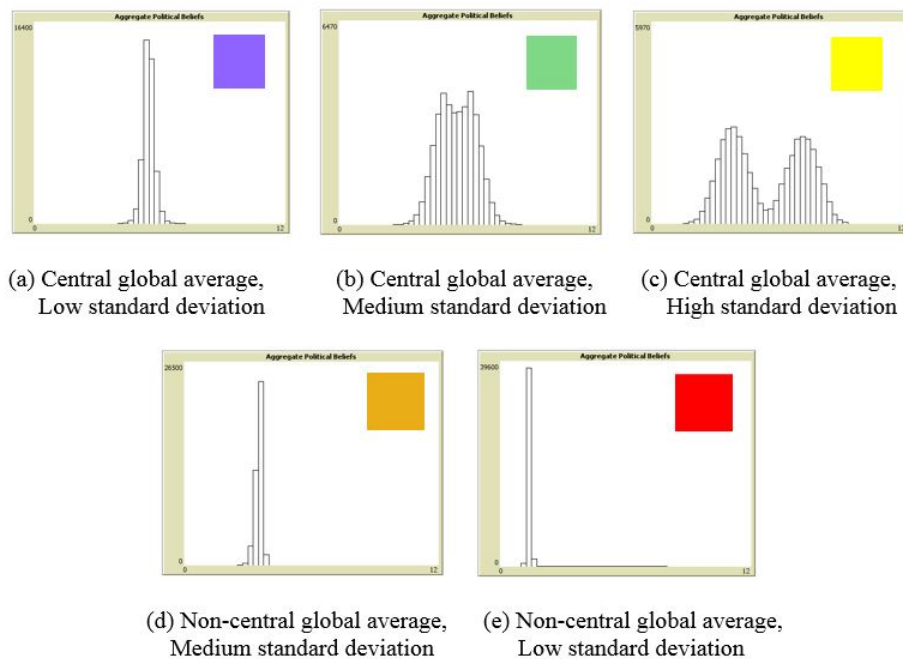 Aggregate Political Beliefs
16400
0
0
12
Aggregate Political Beliefs
6470
0
0
12
Aggregate Political Beliefs
5970
0
0
12
(a) Central global average,
Low standard deviation
(b) Central global average,
Medium standard deviation
(c) Central global average,
High standard deviation
Aggregate Political Beliefs
26500
0
0
12
Aggregate Political Beliefs
39600
0
0
12
(d) Non-central global average,
Medium standard deviation
(e) Non-central global average,
Low standard deviation